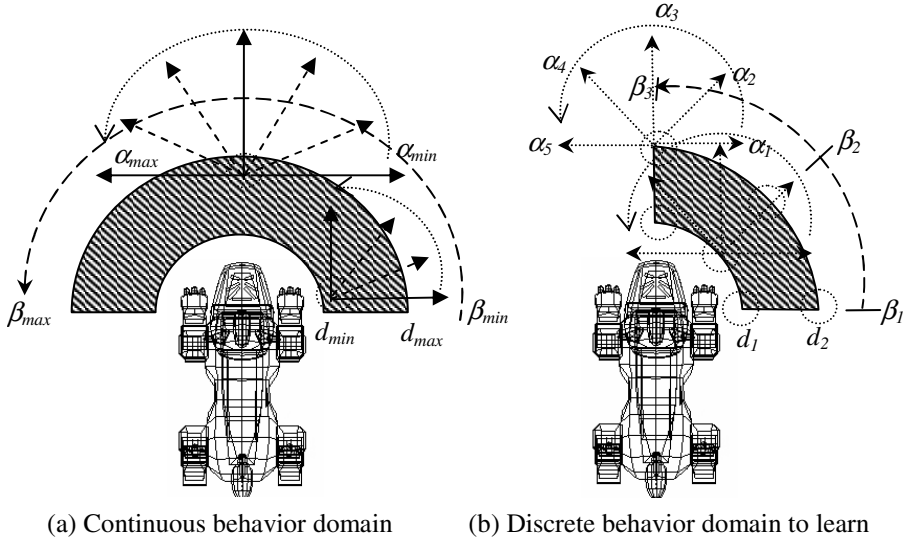 α3
α4
α2
β3
αmax
αmin
α5
α1
β2
βmax
dmin
dmax
βmin
d1
d2
β1
(a) Continuous behavior domain
(b) Discrete behavior domain to learn